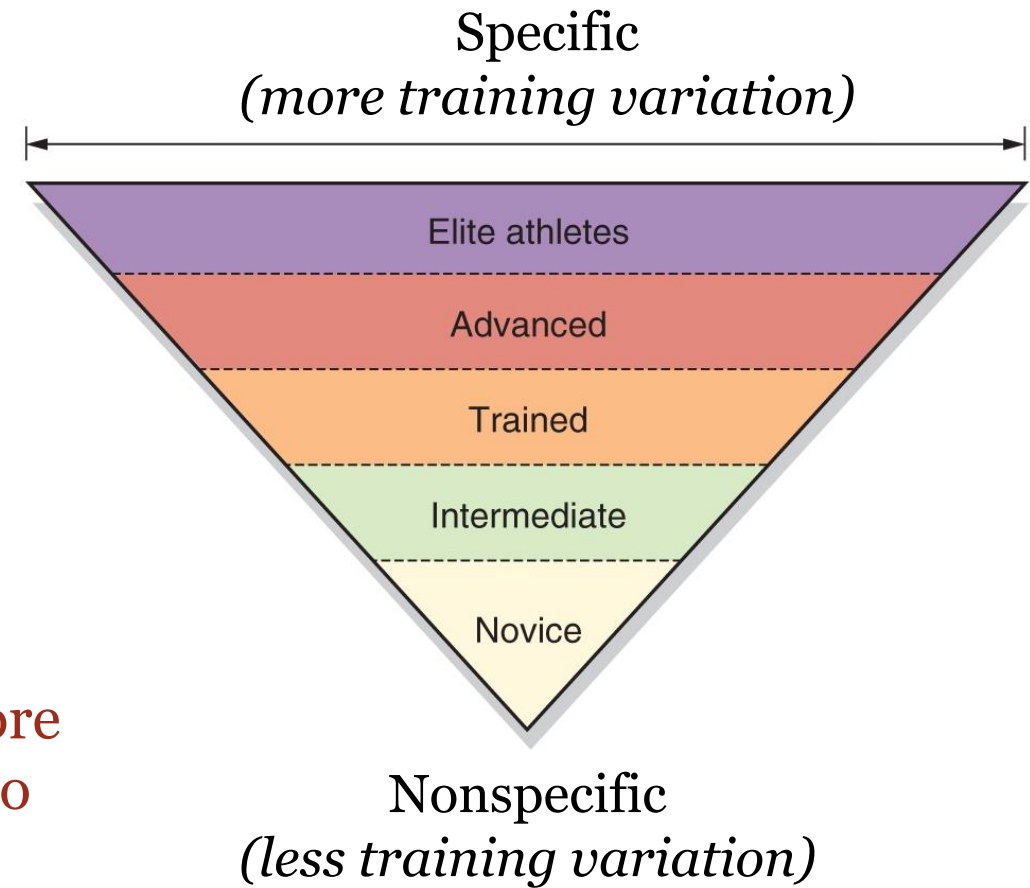 Specific
(more training variation)
Elite athletes
Advanced
Trained
Intermediate
Novice
Nonspecific
(less training variation)